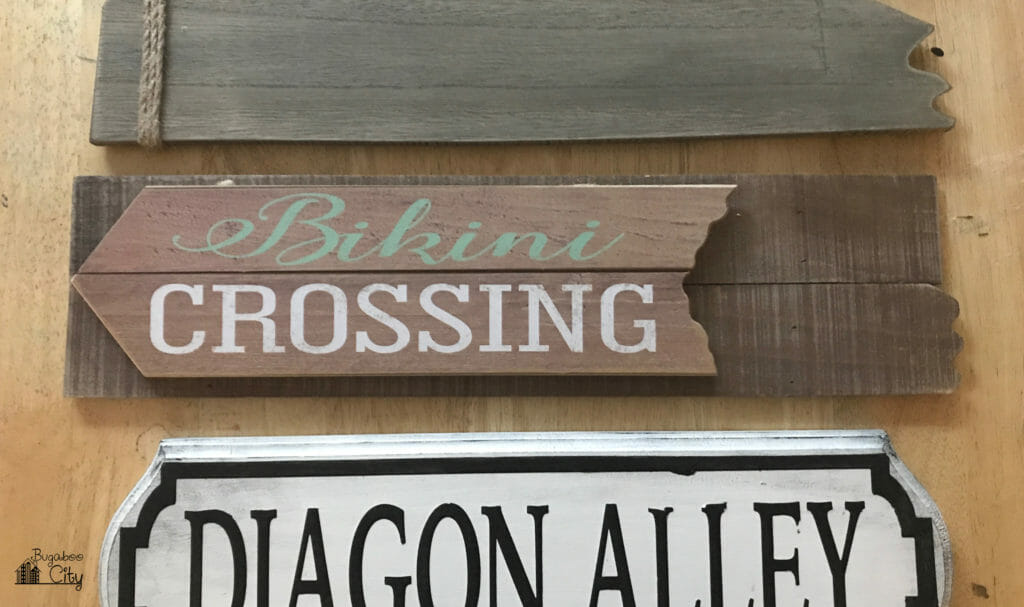 Bikini
CROSSING
DIAGON ALLEY
Bugaboo
City